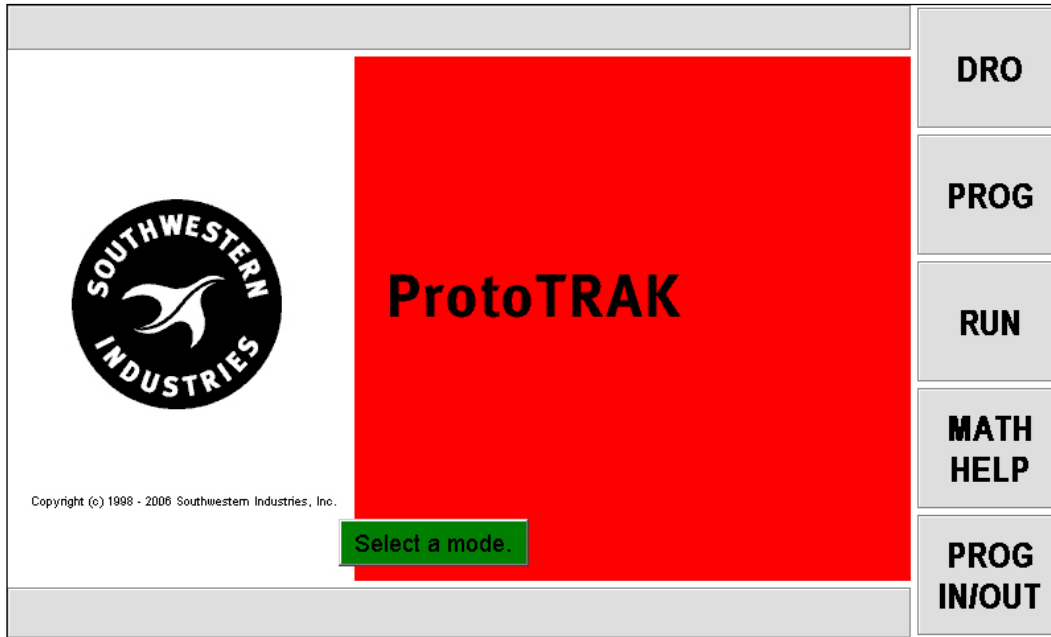 SOUTHWESTERN
INDUSTRIES
Copyright (c) 1998 - 2006 Southwestern Industries, Inc.
ProtoTRAK
Select a mode.
DRO
PROG
RUN
MATH
HELP
PROG
IN/OUT